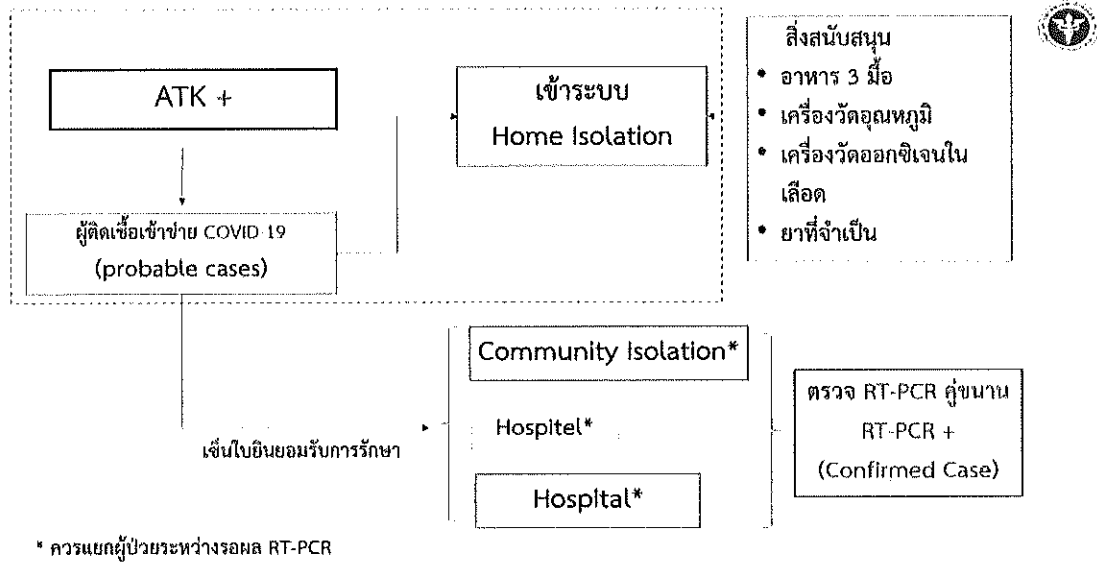 ATK +
เข้าระบบ
Home Isolation
สิ่งสนับสนุน
* อาหาร 3 มื้อ
* เครื่องวัดอุณหภูมิ
* เครื่องวัดออกซิเจนใน
เลือด
* ยาที่จำเป็น
ผู้ติดเชื้อเข้าข่าย COVID 19
(probable cases)
Community Isolation*
Hospitel*
Hospital*
ตรวจ RT-PCR คู่ขนาน
RT-PCR +
(Confirmed Case)
เซ็นใบยินยอมรับการรักษา
* ควรแยกผู้ป่วยระหว่างรอผล RT-PCR